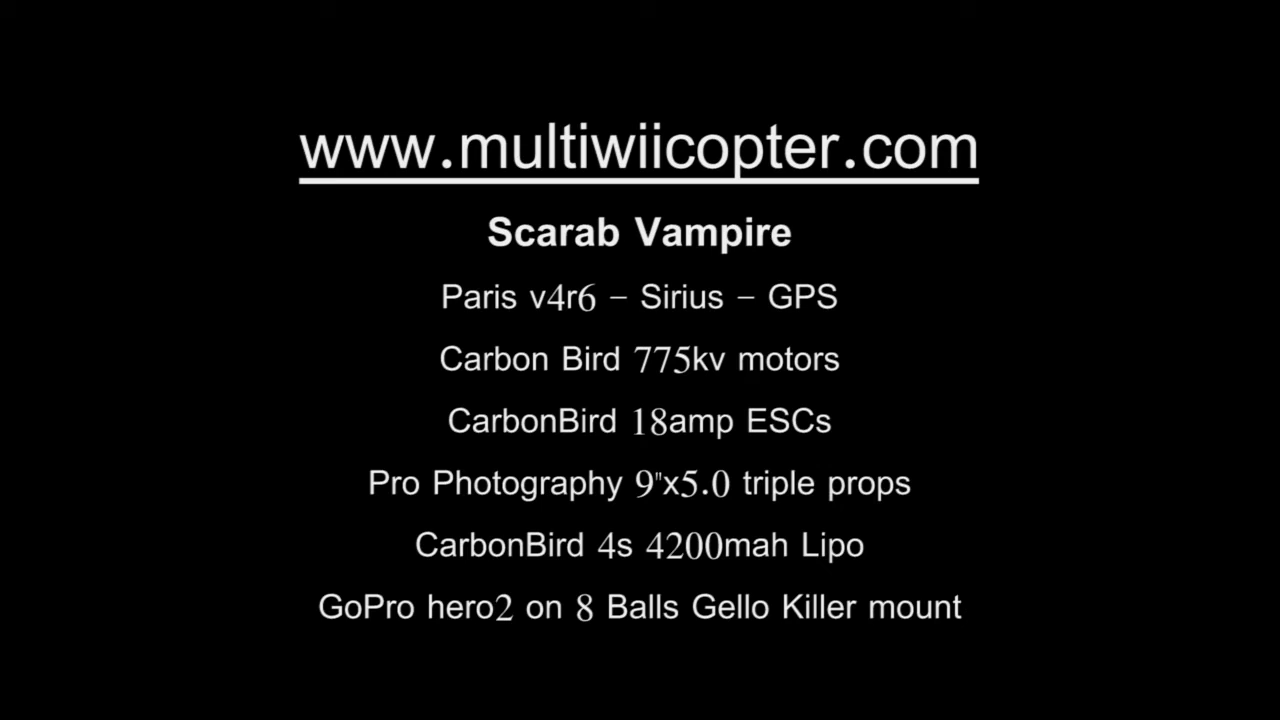 www.multiwiicopter.com
Scarab Vampire
Paris v4r6 – Sirius – GPS
Carbon Bird 775kv motors
CarbonBird 18amp ESCs
Pro Photography 9"x5.0 triple props
CarbonBird 4s 4200mah Lipo
GoPro hero2 on 8 Balls Gello Killer mount